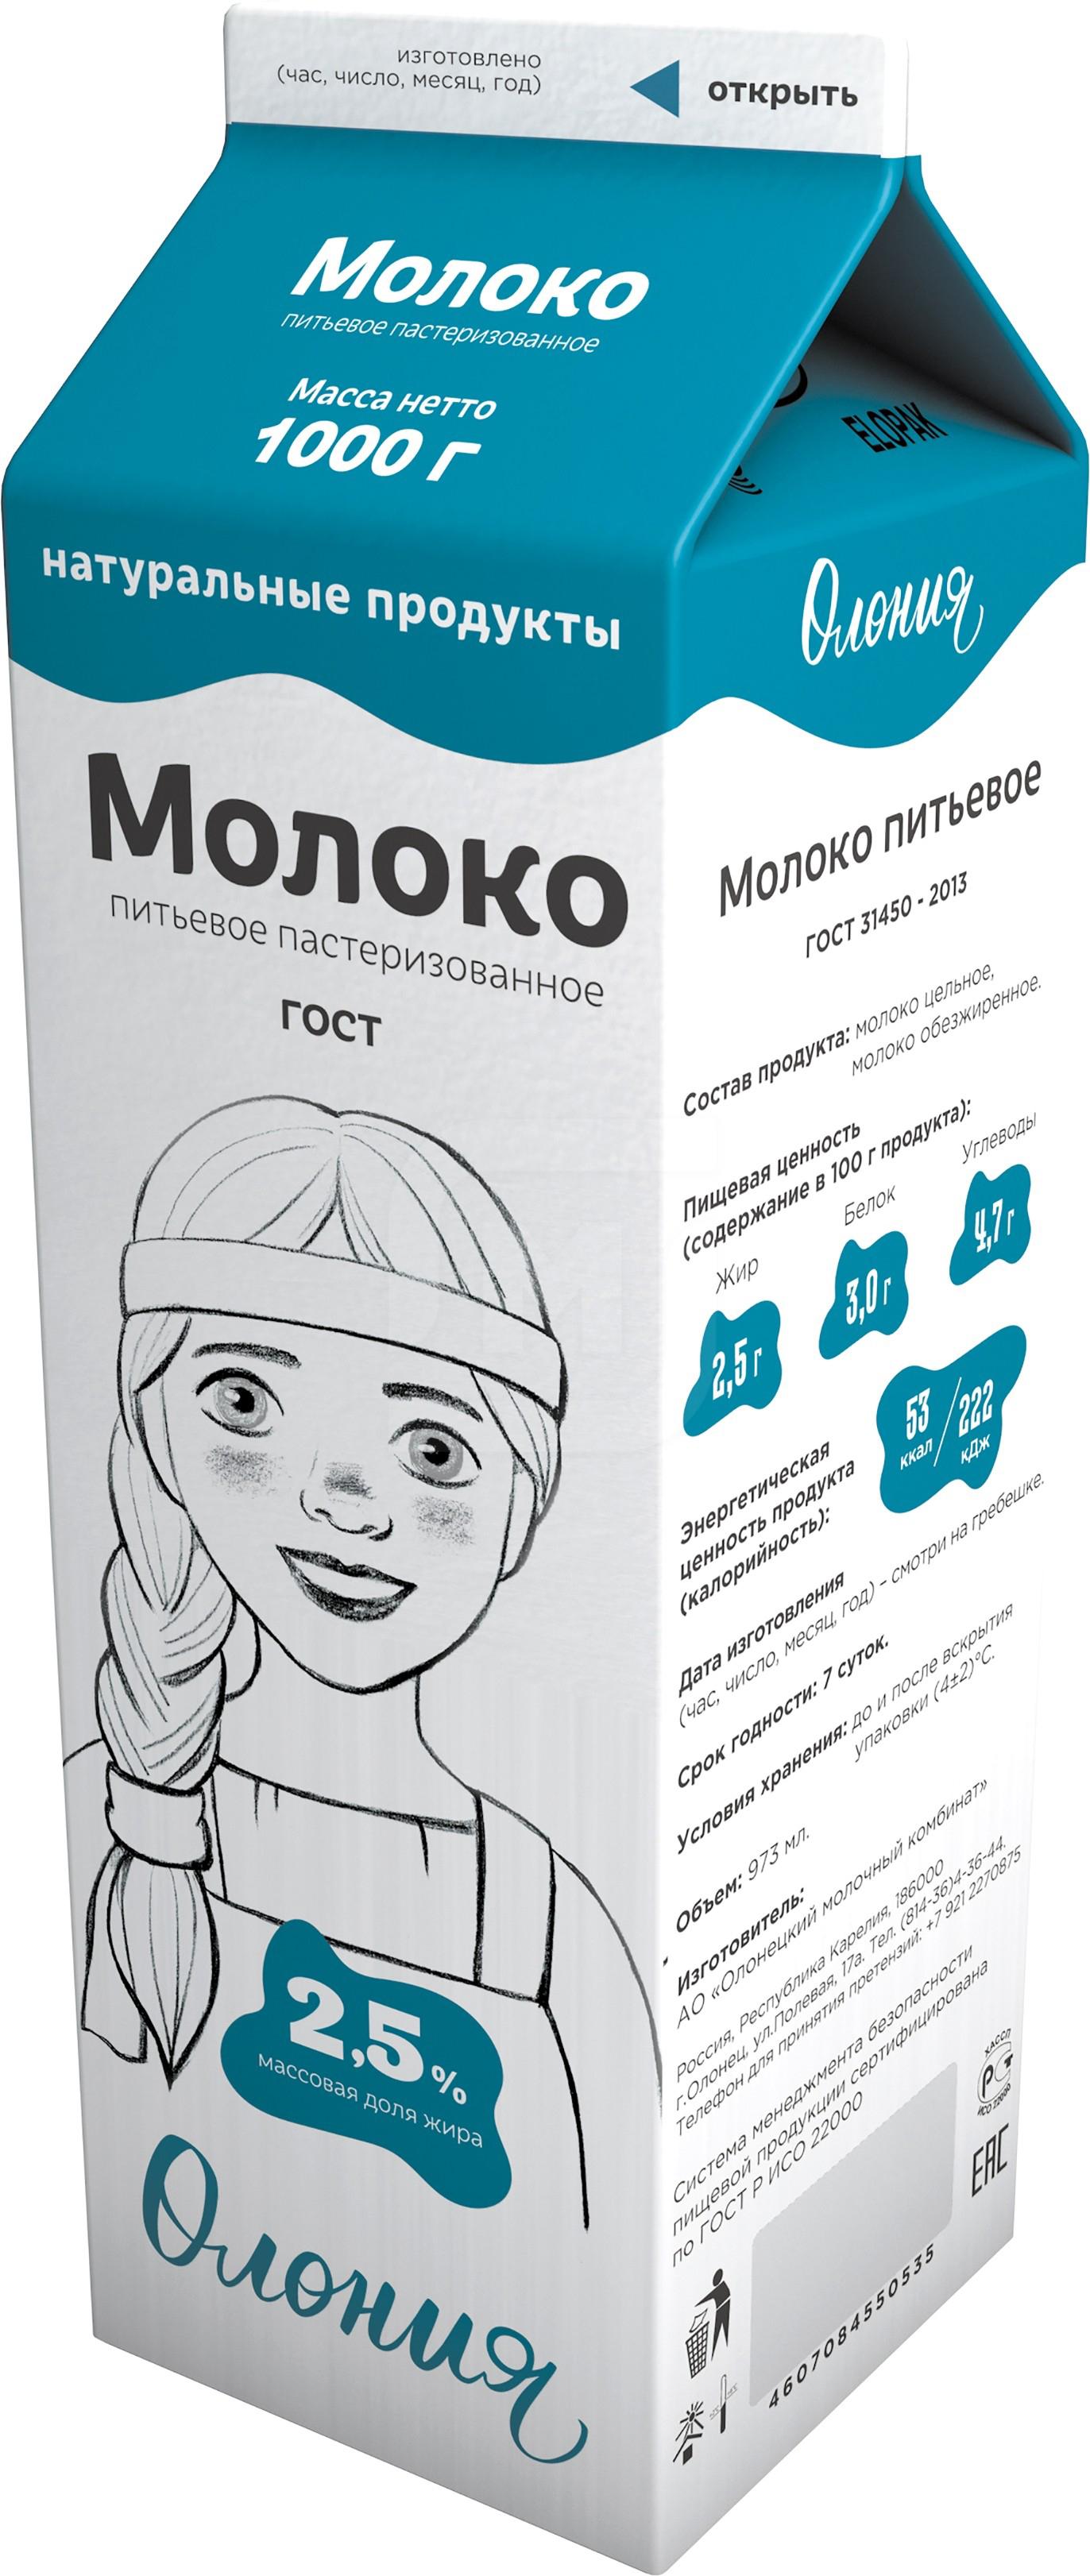 изготовлено
(час, число, месяц, год)
открыть
Молоко
питьевое пастеризованное
Масса нетто
1000 г
натуральные продукты
Молоко
питьевое пастеризованное
ГОСТ
2,5%
массовая доля жира
Олония
ELOPAK
Олония
Молоко питьевое
ГОСТ 31450 - 2013
Состав продукта: молоко цельное,
молоко обезжиренное.
Пищевая ценность
(содержание в 100 г продукта):
Жир
Белок
Углеводы
2,5 г
3,0 г
4,7 г
Энергетическая
ценность продукта
(калорийность):
53
ккал
/
222
кДж
Дата изготовления
(час, число, месяц, год) – смотри на гребешке.
Срок годности: 7 суток.
Условия хранения: до и после вскрытия
упаковки (4±2)°С.
Объем: 973 мл.
Изготовитель:
АО «Олонецкий молочный комбинат»
Россия, Республика Карелия, 186000
г.Олонец, ул.Полевая, 17а. Тел. (814-36)4-36-44.
Телефон для принятия претензий: +7 921 2270875
Система менеджмента безопасности
пищевой продукции сертифицирована
по ГОСТ Р ИСО 22000
ХАССП
РСТ
ИСО 22000
EAC
4607084550535